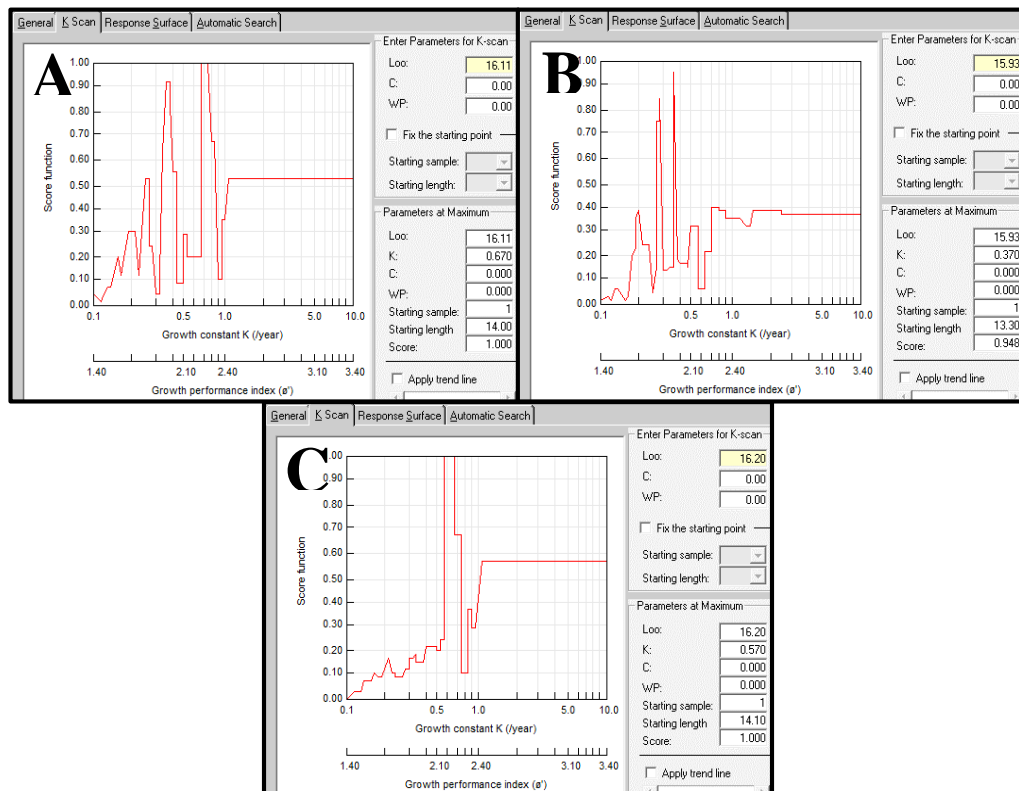 General K Scan Response Surface Automatic Search
A
Score function
1.00
0.90
0.80
0.70
0.60
0.50
0.40
0.30
0.20
0.10
0.00
0.1 0.5 1.0 5.0 10.0
Growth constant K (/year)
1.40 2.10 2.40 3.10 3.40
Growth performance index (ø')
Enter Parameters for K-scan
Loo: 16.11
C: 0.00
WP: 0.00
Fix the starting point
Starting sample:
Starting length:
Parameters at Maximum
Loo: 16.11
K: 0.670
C: 0.000
WP: 0.000
Starting sample: 1
Starting length 14.00
Score: 1.000
Apply trend line
General K Scan Response Surface Automatic Search
B
Score function
1.00
0.90
0.80
0.70
0.60
0.50
0.40
0.30
0.20
0.10
0.00
0.1 0.5 1.0 5.0 10.0
Growth constant K (/year)
1.40 2.10 2.40 3.10 3.40
Growth performance index (ø')
Enter Parameters for K-scan
Loo: 15.93
C: 0.00
WP: 0.00
Fix the starting point
Starting sample:
Starting length:
Parameters at Maximum
Loo: 15.93
K: 0.370
C: 0.000
WP: 0.000
Starting sample: 1
Starting length 13.30
Score: 0.948
Apply trend line
General K Scan Response Surface Automatic Search
C
Score function
.00
0.80
0.70
0.60
0.50
0.40
0.30
0.20
0.10
0.00
0.1 0.5 1.0 5.0 10.0
Growth constant K (/year)
1.40 2.10 2.40 3.10 3.40
Growth performance index (ø')
Enter Parameters for K-scan
Loo: 16.20
C: 0.00
WP: 0.00
Fix the starting point
Starting sample:
Starting length:
Parameters at Maximum
Loo: 16.20
K: 0.570
C: 0.000
WP: 0.000
Starting sample: 1
Starting length 14.10
Score: 1.000
Apply trend line